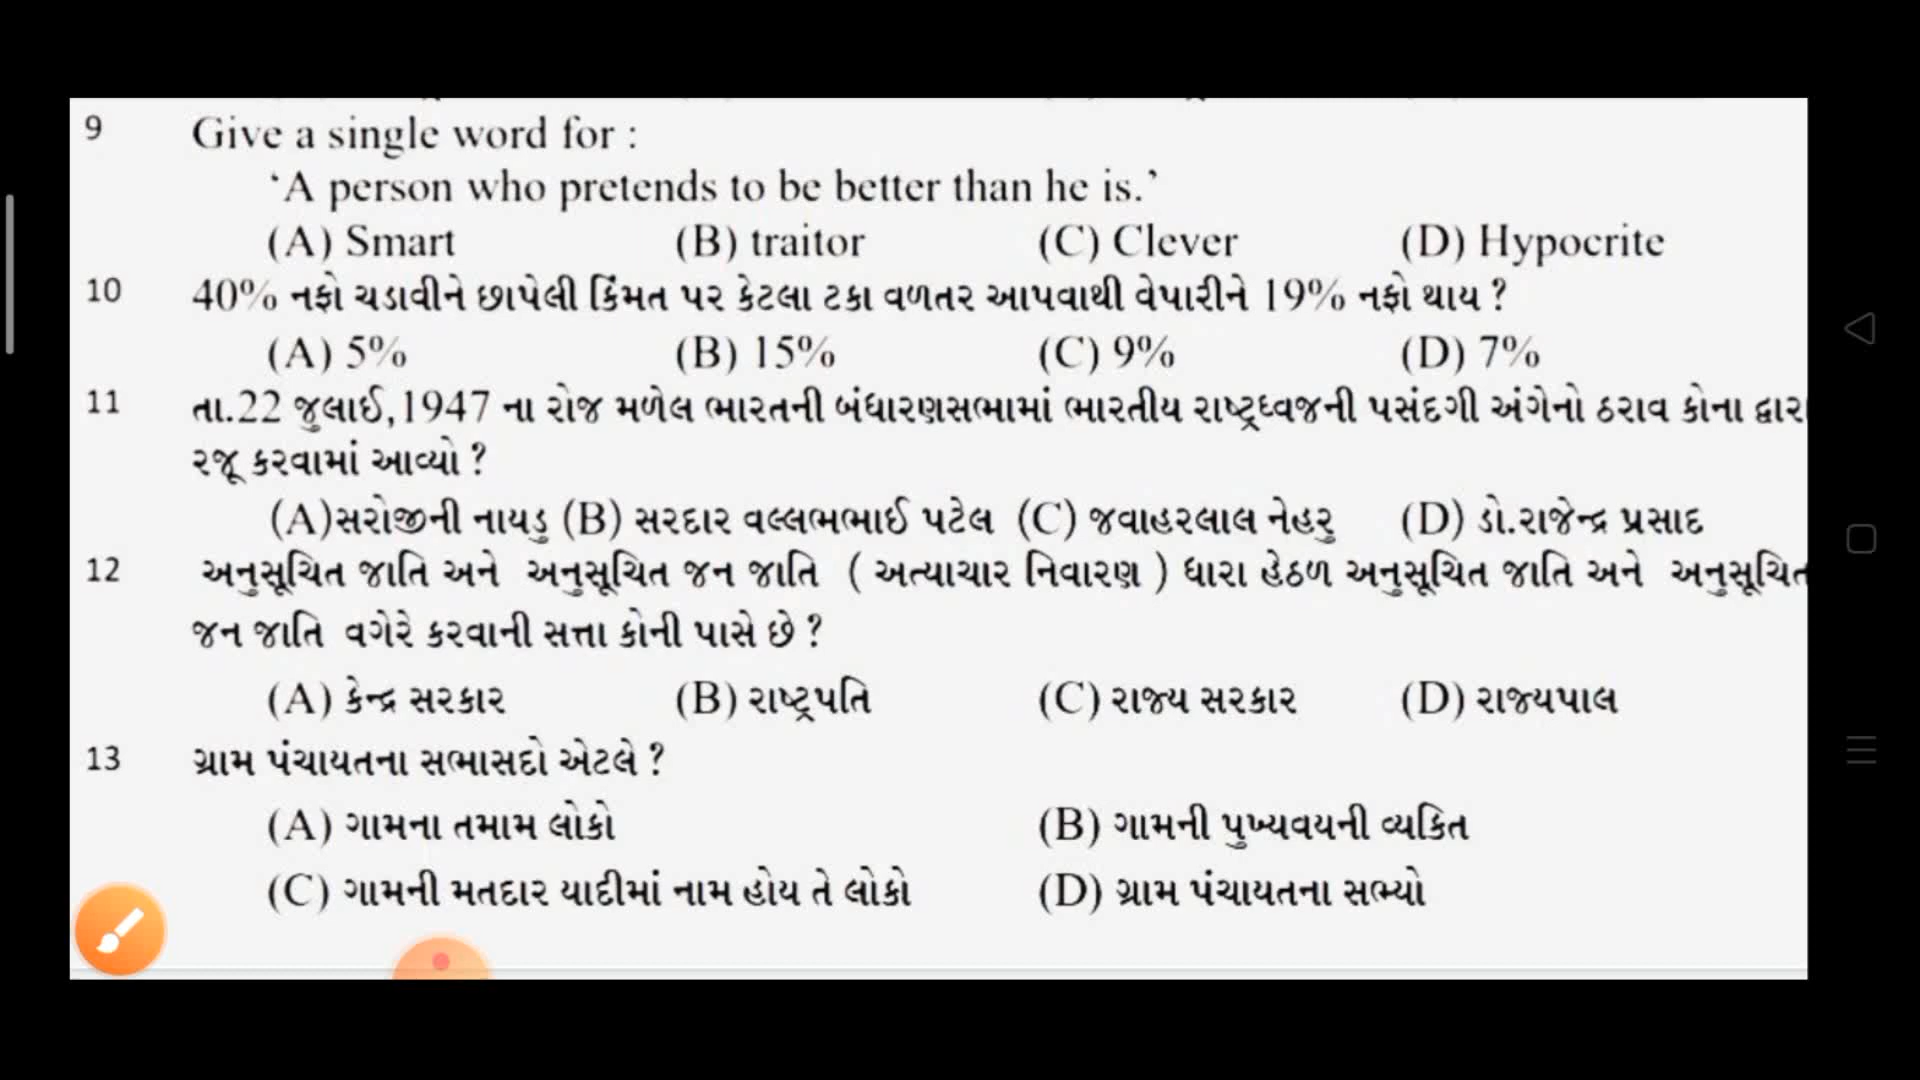 9 Give a single word for :
‘A person who pretends to be better than he is.’
(A) Smart (B) traitor (C) Clever (D) Hypocrite
10 40% નફો ચડાવીને છાપેલી કિંમત પર કેટલા ટકા વળતર આપવાથી વેપારીને 19% નફો થાય ?
(A) 5% (B) 15% (C) 9% (D) 7%
11 તા.22 જુલાઈ,1947 ના રોજ મળેલ ભારતની બંધારણસભામાં ભારતીય રાષ્ટ્રધ્વજની પસંદગી અંગેનો ઠરાવ કોના દ્વારા
રજૂ કરવામાં આવ્યો ?
(A)સરોજીની નાયડુ (B) સરદાર વલ્લભભાઈ પટેલ (C) જવાહરલાલ નેહરુ (D) ડો.રાજેન્દ્ર પ્રસાદ
12 અનુસૂચિત જાતિ અને અનુસૂચિત જન જાતિ ( અત્યાચાર નિવારણ ) ધારા હેઠળ અનુસૂચિત જાતિ અને અનુસૂચિત
જન જાતિ વગેરે કરવાની સત્તા કોની પાસે છે ?
(A) કેન્દ્ર સરકાર (B) રાષ્ટ્રપતિ (C) રાજ્ય સરકાર (D) રાજ્યપાલ
13 ગ્રામ પંચાયતના સભાસદો એટલે ?
(A) ગામના તમામ લોકો (B) ગામની પુખ્યવયની વ્યકિત
(C) ગામની મતદાર યાદીમાં નામ હોય તે લોકો (D) ગ્રામ પંચાયતના સભ્યો